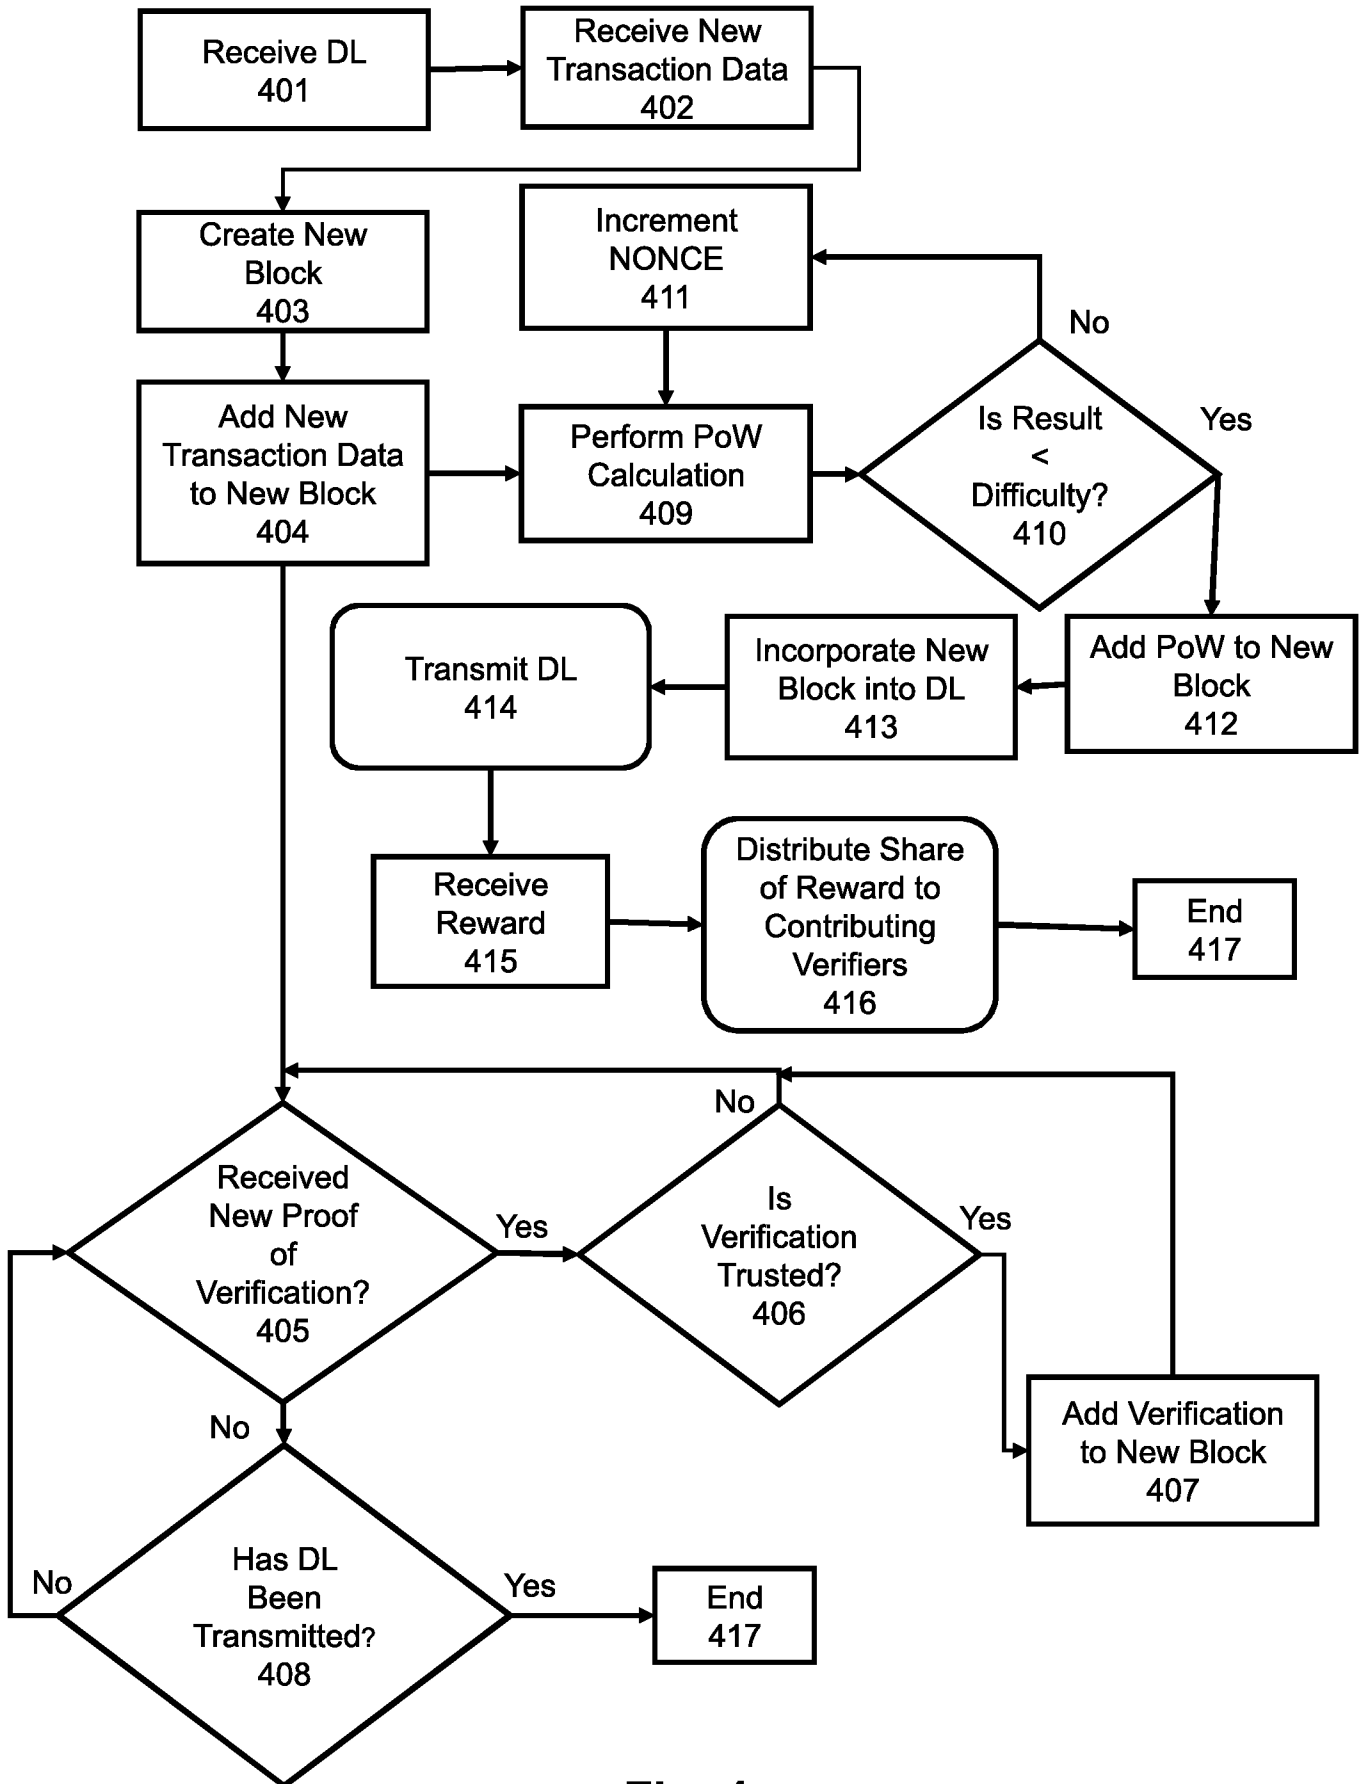 Receive DL
401
Receive New
Transaction Data
402
Create New
Block
403
Increment
NONCE
411
No
Add New
Transaction Data
to New Block
404
Perform PoW
Calculation
409
Is Result
<
Difficulty?
410
Yes
Transmit DL
414
Incorporate New
Block into DL
413
Add PoW to New
Block
412
Receive
Reward
415
Distribute Share
of Reward to
Contributing
Verifiers
416
End
417
Received
New Proof
of
Verification?
405
Yes
No
Is
Verification
Trusted?
406
Yes
Add Verification
to New Block
407
No
Has DL
Been
Transmitted?
408
No
Yes
End
417